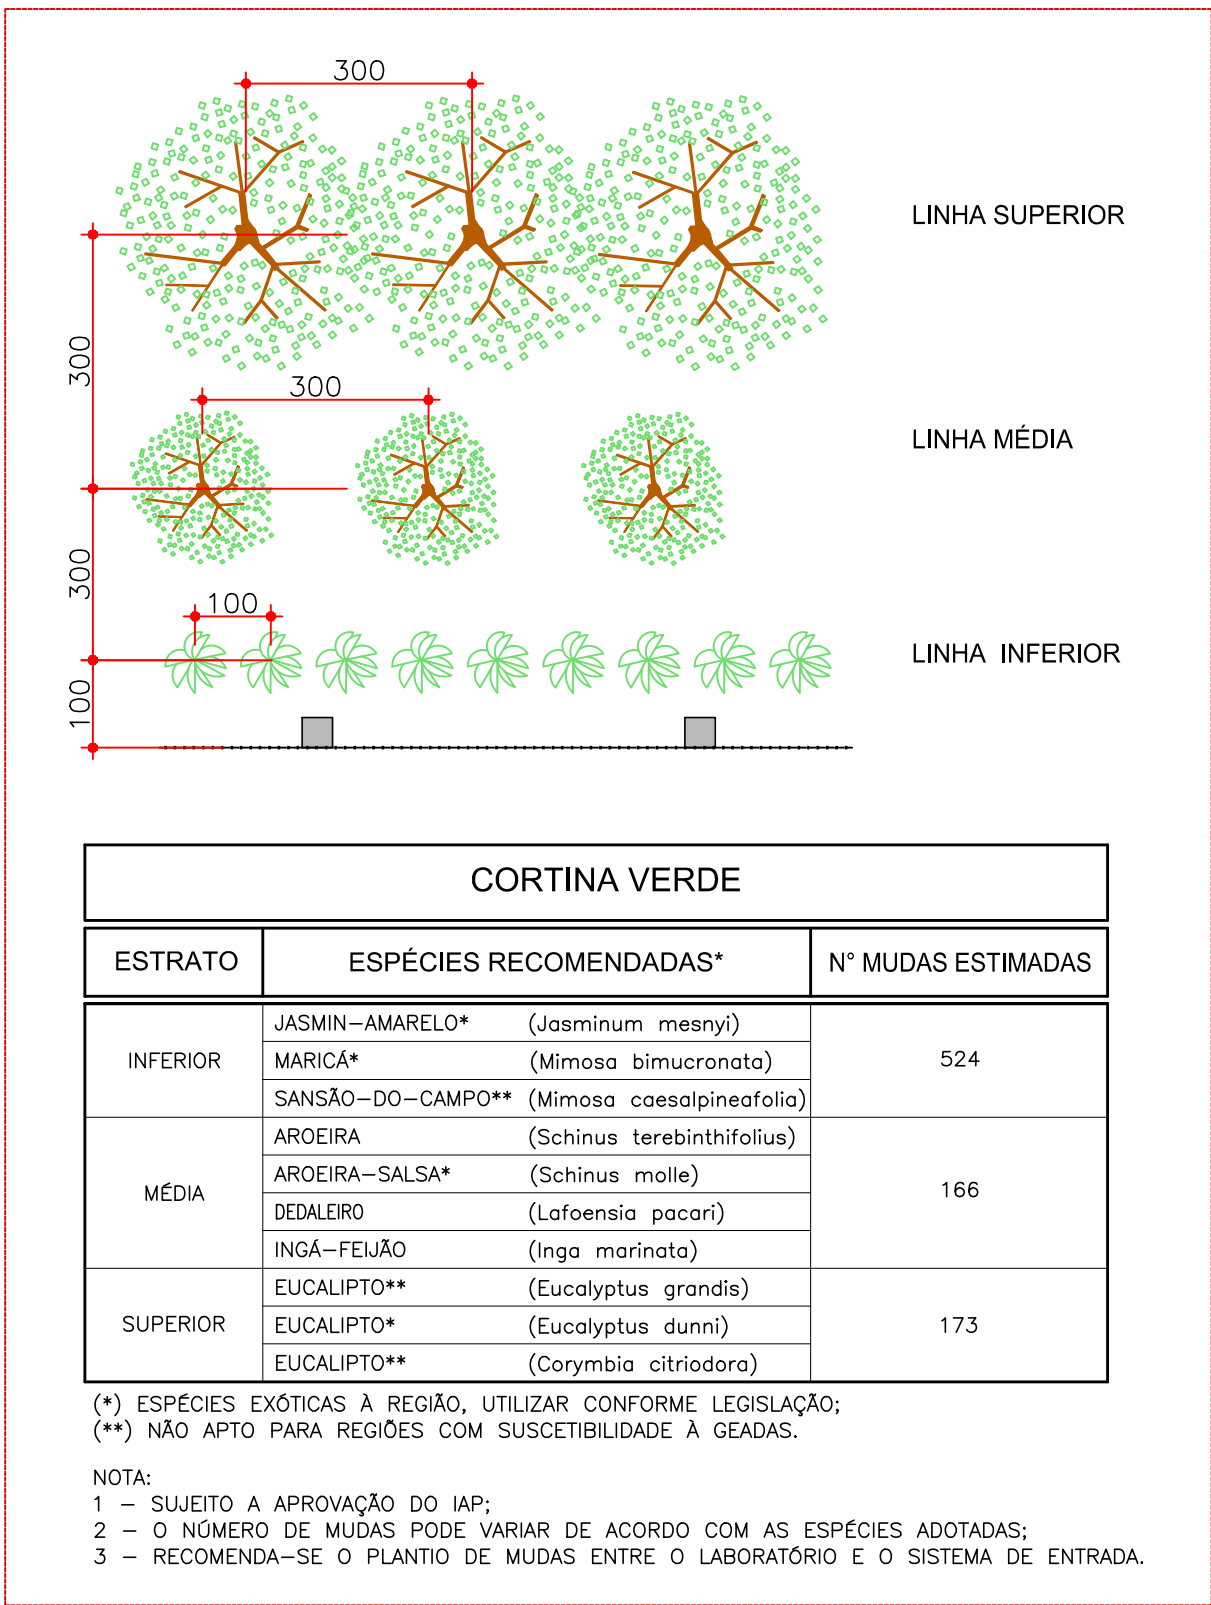 300
LINHA SUPERIOR
300
300
LINHA MÉDIA
300
100
LINHA INFERIOR
100
CORTINA VERDE
ESTRATO ESPÉCIES RECOMENDADAS* N° MUDAS ESTIMADAS
INFERIOR
JASMIN-AMARELO* (Jasminum mesnyi)
MARICÁ* (Mimosa bimucronata)
SANSÃO-DO-CAMPO** (Mimosa caesalpineafolia)
524
MÉDIA
AROEIRA (Schinus terebinthifolius)
AROEIRA-SALSA* (Schinus molle)
DEDALEIRO (Lafoensia pacari)
INGÁ-FEIJÃO (Inga marinata)
166
SUPERIOR
EUCALIPTO** (Eucalyptus grandis)
EUCALIPTO* (Eucalyptus dunni)
EUCALIPTO** (Corymbia citriodora)
173
(*) ESPÉCIES EXÓTICAS À REGIÃO, UTILIZAR CONFORME LEGISLAÇÃO;
(**) NÃO APTO PARA REGIÕES COM SUSCETIBILIDADE À GEADAS.
NOTA:
1 - SUJEITO A APROVAÇÃO DO IAP;
2 - O NÚMERO DE MUDAS PODE VARIAR DE ACORDO COM AS ESPÉCIES ADOTADAS;
3 - RECOMENDA-SE O PLANTIO DE MUDAS ENTRE O LABORATÓRIO E O SISTEMA DE ENTRADA.